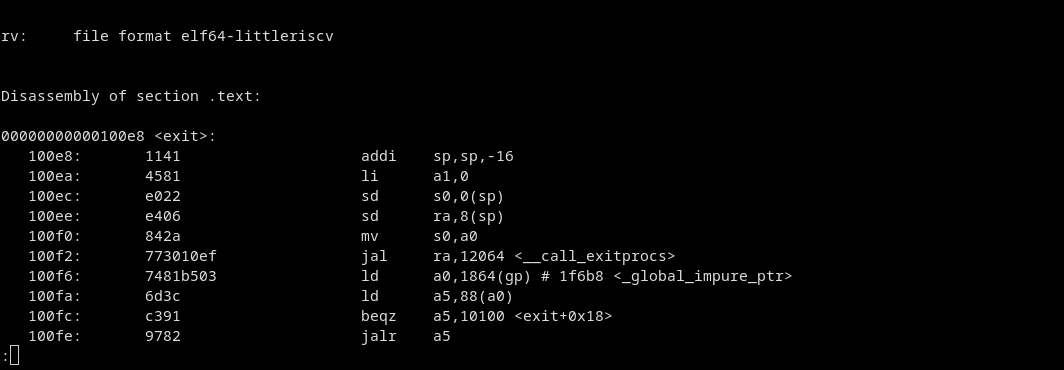 rv:     file format elf64-littleriscv
Disassembly of section .text:
00000000000100e8 <exit>:
   100e8:	1141                	addi	sp,sp,-16
   100ea:	4581                	li	a1,0
   100ec:	e022                	sd	s0,0(sp)
   100ee:	e406                	sd	ra,8(sp)
   100f0:	842a                	mv	s0,a0
   100f2:	773010ef          	jal	ra,12064 <__call_exitprocs>
   100f6:	7481b503          	ld	a0,1864(gp) # 1f6b8 <_global_impure_ptr>
   100fa:	6d3c                	ld	a5,88(a0)
   100fc:	c391                	beqz	a5,10100 <exit+0x18>
   100fe:	9782                	jalr	a5
: